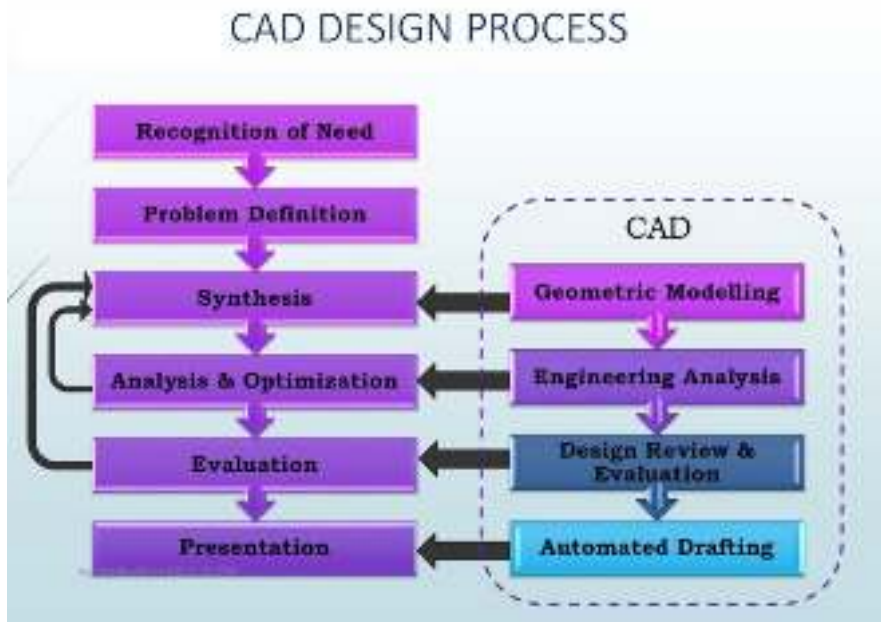 CAD DESIGN PROCESS
Recognition of Need
Problem Definition
Synthesis
Analysis & Optimization
Evaluation
Presentation
CAD
Geometric Modelling
Engineering Analysis
Design Review &
Evaluation
Automated Drafting